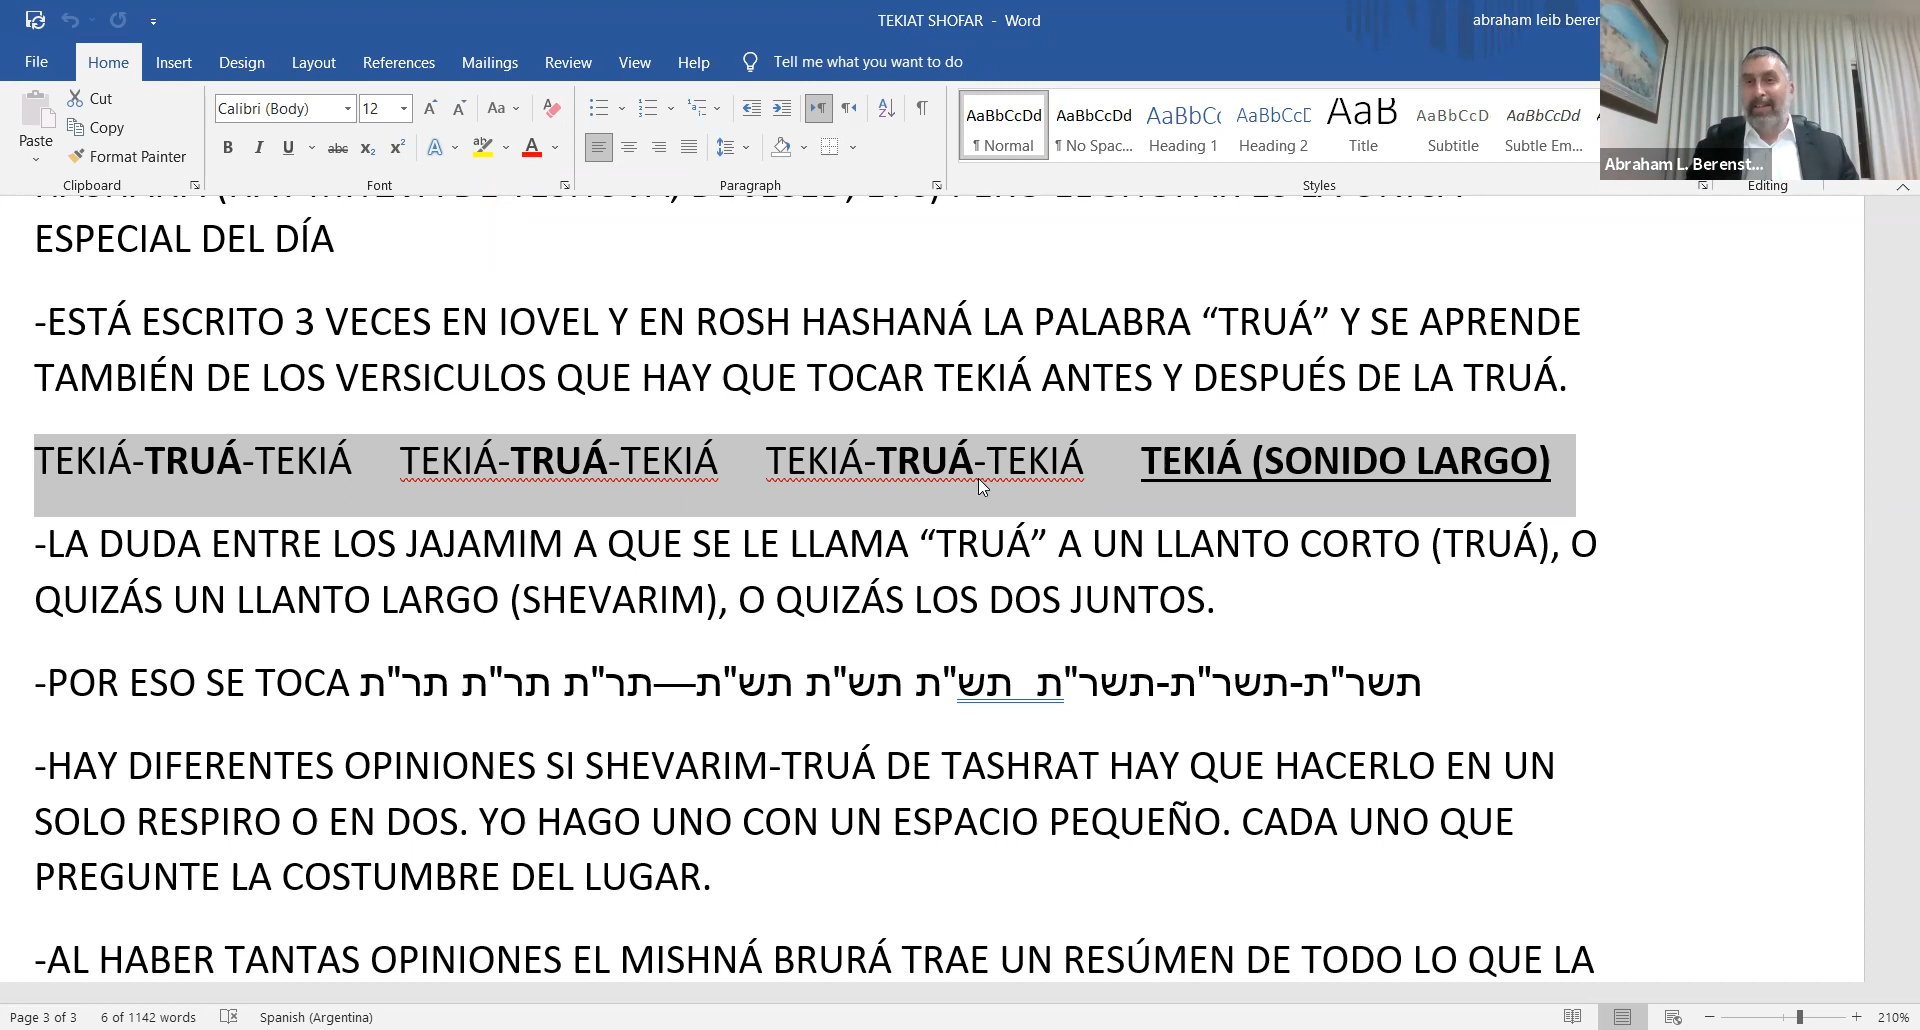 TEKIAT SHOFAR - Word
abraham leib berer
File Home Insert Design Layout References Mailings Review View Help Tell me what you want to do
Paste
Cut
Copy
Format Painter
Clipboard
Calibri (Body) 12
Font
Paragraph
AaBbCcDd AaBbCcDd AaBbC AaBbCcD AaB AaBbCcD AaBbCcDd
¶ Normal ¶ No Spac... Heading 1 Heading 2 Title Subtitle Subtle Em...
Styles
Editing
Abraham L. Berenst...
ESPECIAL DEL DÍA
-ESTÁ ESCRITO 3 VECES EN IOVEL Y EN ROSH HASHANÁ LA PALABRA “TRUÁ” Y SE APRENDE
TAMBIÉN DE LOS VERSICULOS QUE HAY QUE TOCAR TEKIÁ ANTES Y DESPUÉS DE LA TRUÁ.
TEKIÁ-TRUÁ-TEKIÁ TEKIÁ-TRUÁ-TEKIÁ TEKIÁ-TRUÁ-TEKIÁ TEKIÁ (SONIDO LARGO)
-LA DUDA ENTRE LOS JAJAMIM A QUE SE LE LLAMA “TRUÁ” A UN LLANTO CORTO (TRUÁ), O
QUIZÁS UN LLANTO LARGO (SHEVARIM), O QUIZÁS LOS DOS JUNTOS.
-POR ESO SE TOCA תשר"ת-תשר"ת-תשר"ת תש"ת תש"ת תש"ת—תר"ת תר"ת תר"ת
-HAY DIFERENTES OPINIONES SI SHEVARIM-TRUÁ DE TASHRAT HAY QUE HACERLO EN UN
SOLO RESPIRO O EN DOS. YO HAGO UNO CON UN ESPACIO PEQUEÑO. CADA UNO QUE
PREGUNTE LA COSTUMBRE DEL LUGAR.
-AL HABER TANTAS OPINIONES EL MISHNÁ BRURÁ TRAE UN RESÚMEN DE TODO LO QUE LA
Page 3 of 3 6 of 1142 words Spanish (Argentina) 210%